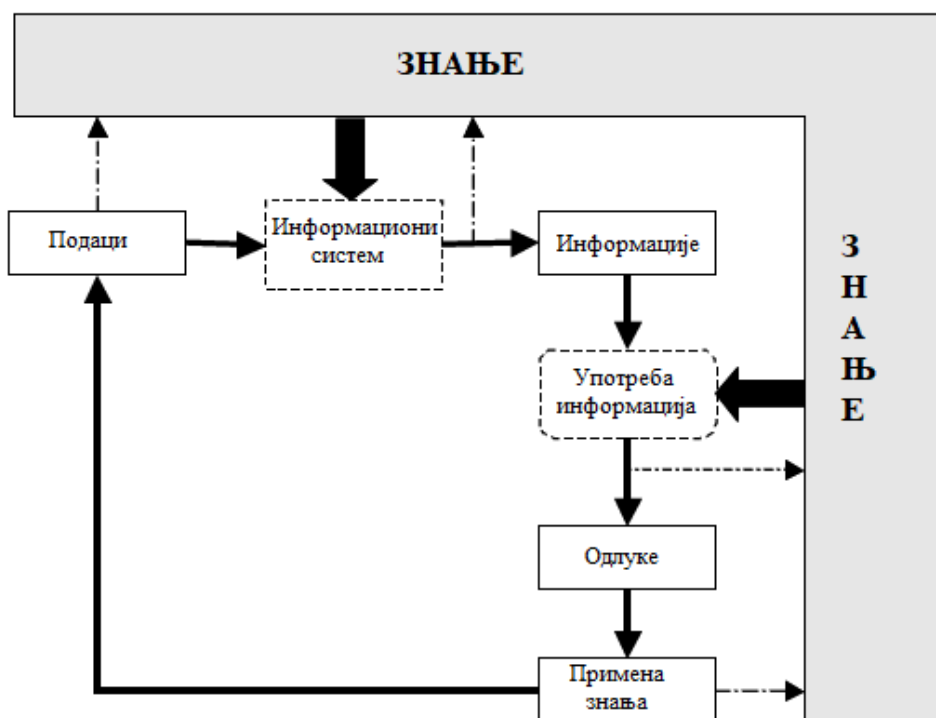 ЗНАЊЕ
Подаци
Информациони
систем
Информације
З
Н
А
Њ
Е
Употреба
информација
Одлуке
Примена
знања